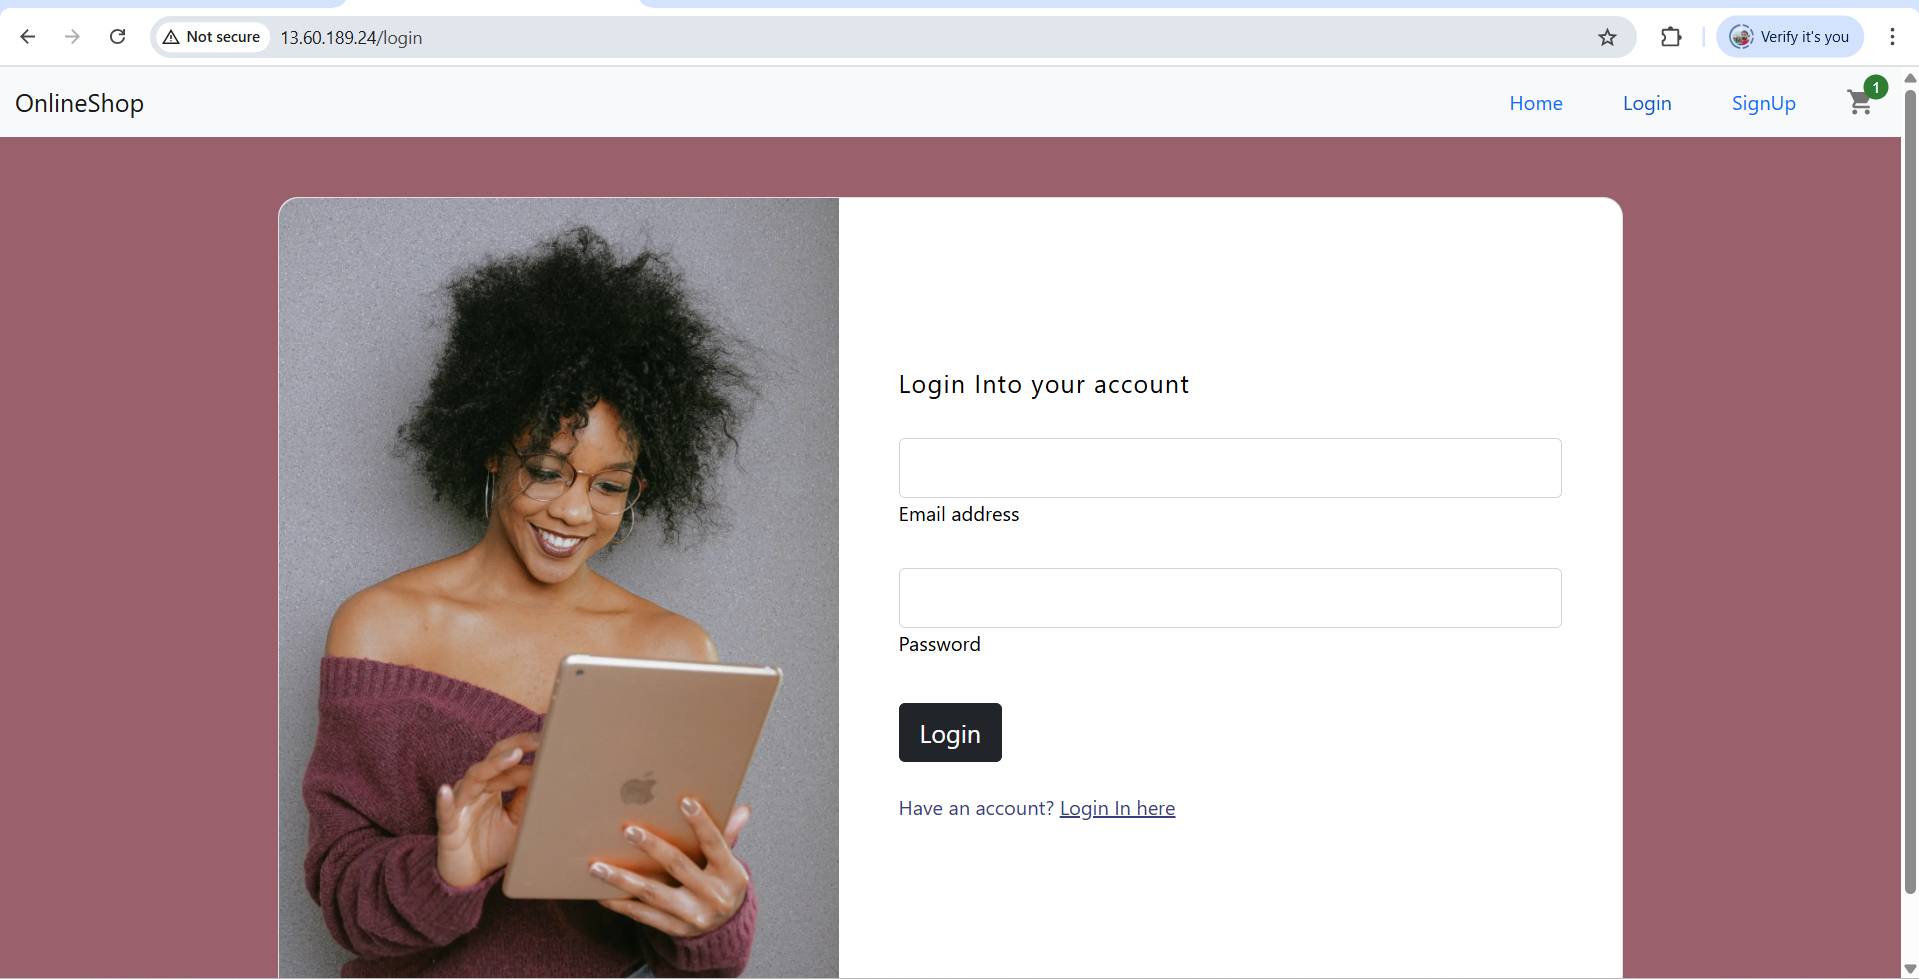 Not secure
13.60.189.24/login
Verify it's you
OnlineShop
Home
Login
SignUp
1
Login Into your account
Email address
Password
Login
Have an account? Login In here